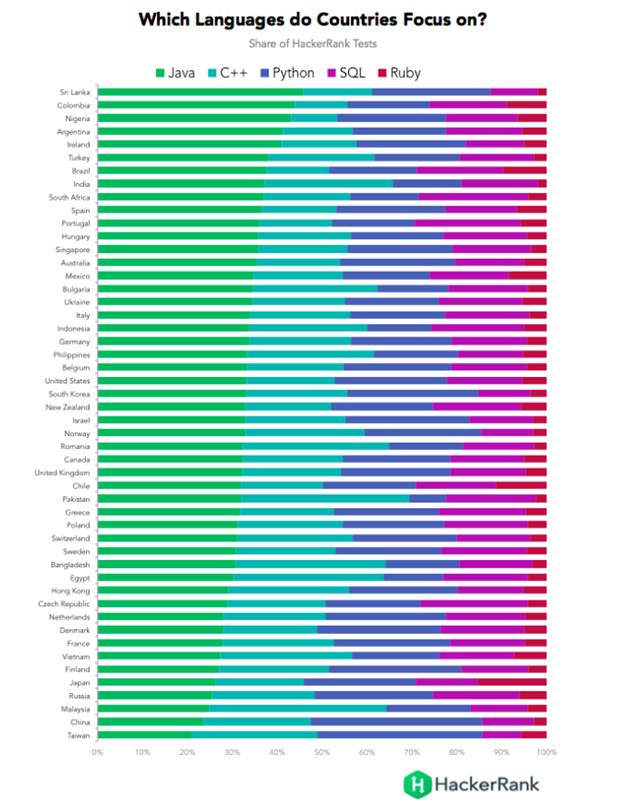 Which Languages do Countries Focus on?
Share of HackerRank Tests
Java C++ Python SQL Ruby
Sri Lanka
Colombia
Nigeria
Argentina
Ireland
Turkey
Brazil
India
South Africa
Spain
Portugal
Hungary
Singapore
Australia
Mexico
Bulgaria
Ukraine
Italy
Indonesia
Germany
Philippines
Belgium
United States
South Korea
New Zealand
Israel
Norway
Romania
Canada
United Kingdom
Chile
Pakistan
Greece
Poland
Switzerland
Sweden
Bangladesh
Egypt
Hong Kong
Czech Republic
Netherlands
Denmark
France
Vietnam
Finland
Japan
Russia
Malaysia
China
Taiwan
0% 10% 20% 30% 40% 50% 60% 70% 80% 90% 100%
HackerRank